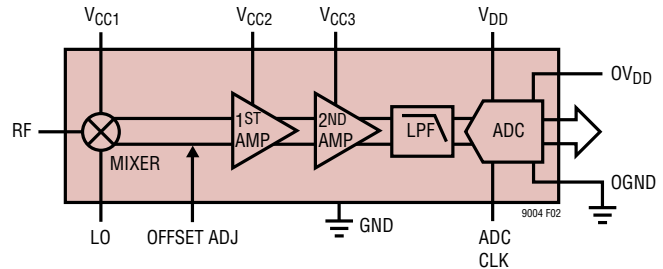 VCC1
VCC2
VCC3
VDD
OVDD
RF
MIXER
1ST
AMP
2ND
AMP
LPF
ADC
OGND
9004 F02
LO
OFFSET ADJ
GND
ADC
CLK